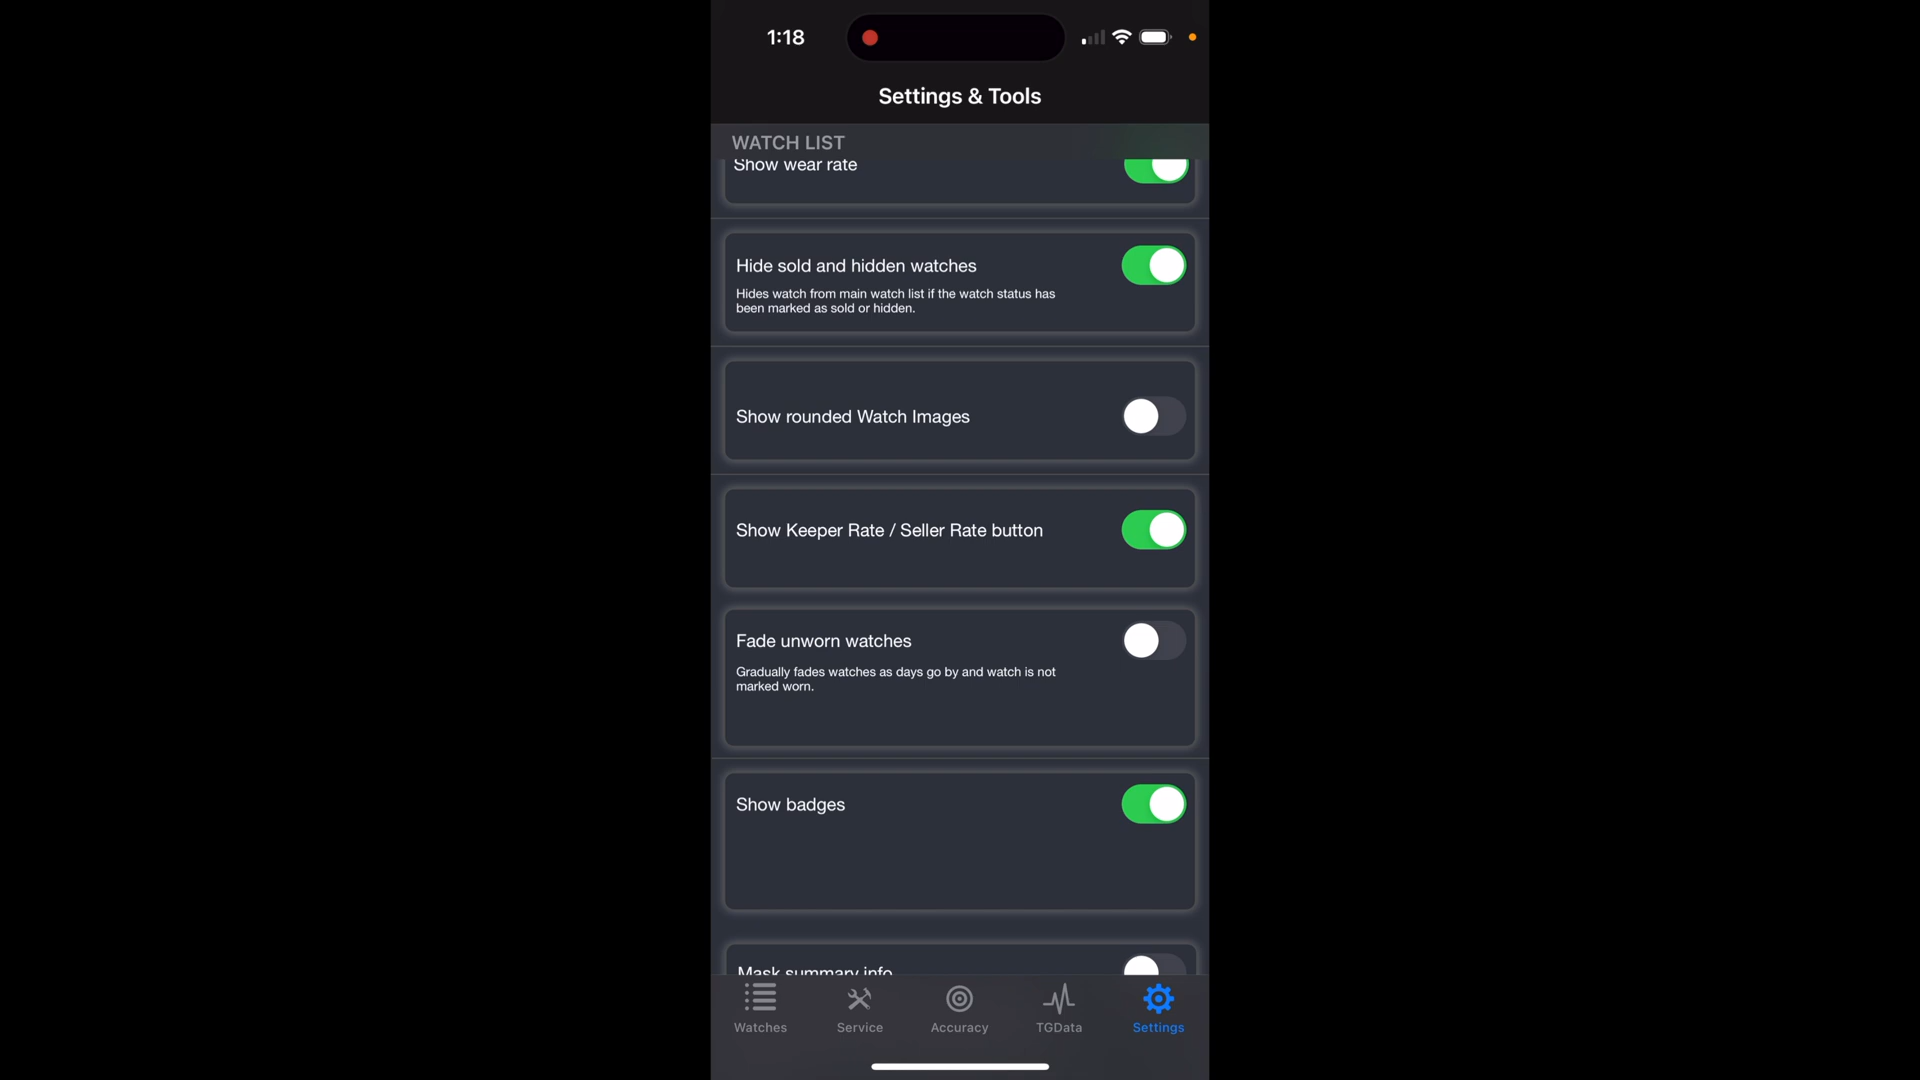 1:18
Settings & Tools
WATCH LIST
Show wear rate
Hide sold and hidden watches
Hides watch from main watch list if the watch status has
been marked as sold or hidden.
Show rounded Watch Images
Show Keeper Rate / Seller Rate button
Fade unworn watches
Gradually fades watches as days go by and watch is not
marked worn.
Show badges
Mask summary info
Watches
Service
Accuracy
TGData
Settings